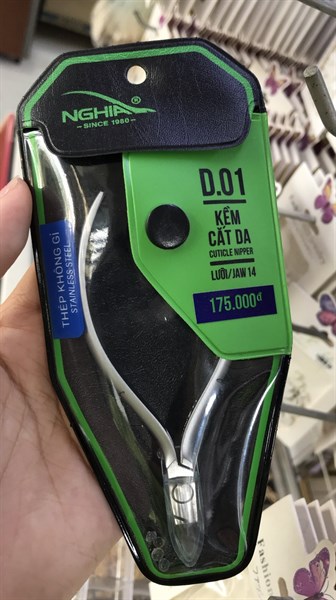 NGHIA®
— SINCE 1980 —
D.01
KỀM
CẮT DA
CUTICLE NIPPER
LƯỠI/JAW 14
175.000đ
THÉP KHÔNG GỈ
STAINLESS STEEL
Fashion